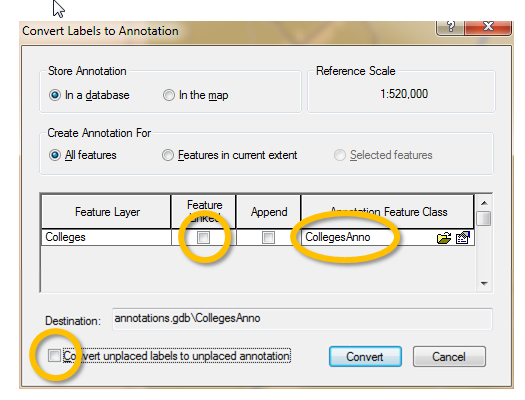 Convert Labels to Annotation
Store Annotation
In a database
In the map
Reference Scale
1:520,000
Create Annotation For
All features
Features in current extent
Selected features
Feature Layer
Feature
Linked
Append
Annotation Feature Class
Colleges
CollegesAnno
Destination:
annotations.gdb\CollegesAnno
Convert unplaced labels to unplaced annotation
Convert
Cancel